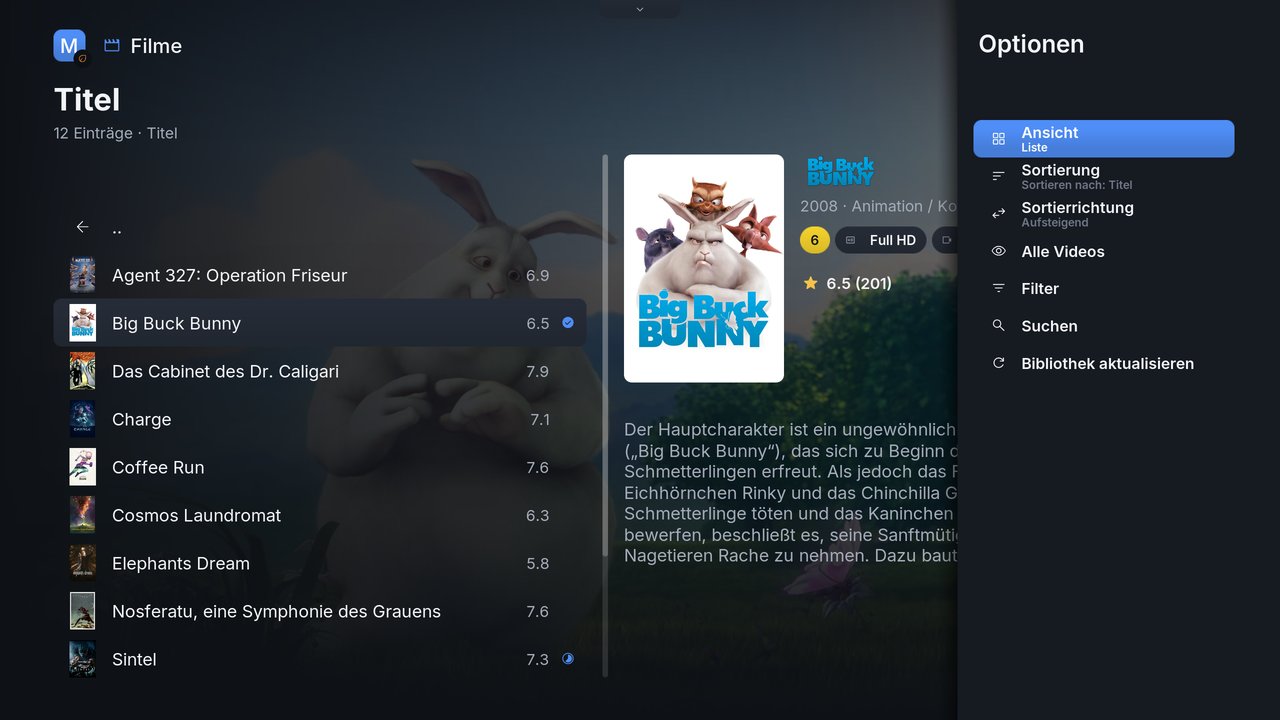 M
Filme
Titel
12 Einträge · Titel
..
Agent 327: Operation Friseur 6.9
Big Buck Bunny 6.5
Das Cabinet des Dr. Caligari 7.9
Charge 7.1
Coffee Run 7.6
Cosmos Laundromat 6.3
Elephants Dream 5.8
Nosferatu, eine Symphonie des Grauens 7.6
Sintel 7.3
Big Buck
BUNNY
Big Buck
BUNNY
2008 · Animation / Ko
6 Full HD
6.5 (201)
Der Hauptcharakter ist ein ungewöhnlich
(„Big Buck Bunny“), das sich zu Beginn d
Schmetterlingen erfreut. Als jedoch das F
Eichhörnchen Rinky und das Chinchilla G
Schmetterlinge töten und das Kaninchen
bewerfen, beschließt es, seine Sanftmütig
Nagetieren Rache zu nehmen. Dazu baut
Optionen
Ansicht
Liste
Sortierung
Sortieren nach: Titel
Sortierrichtung
Aufsteigend
Alle Videos
Filter
Suchen
Bibliothek aktualisieren